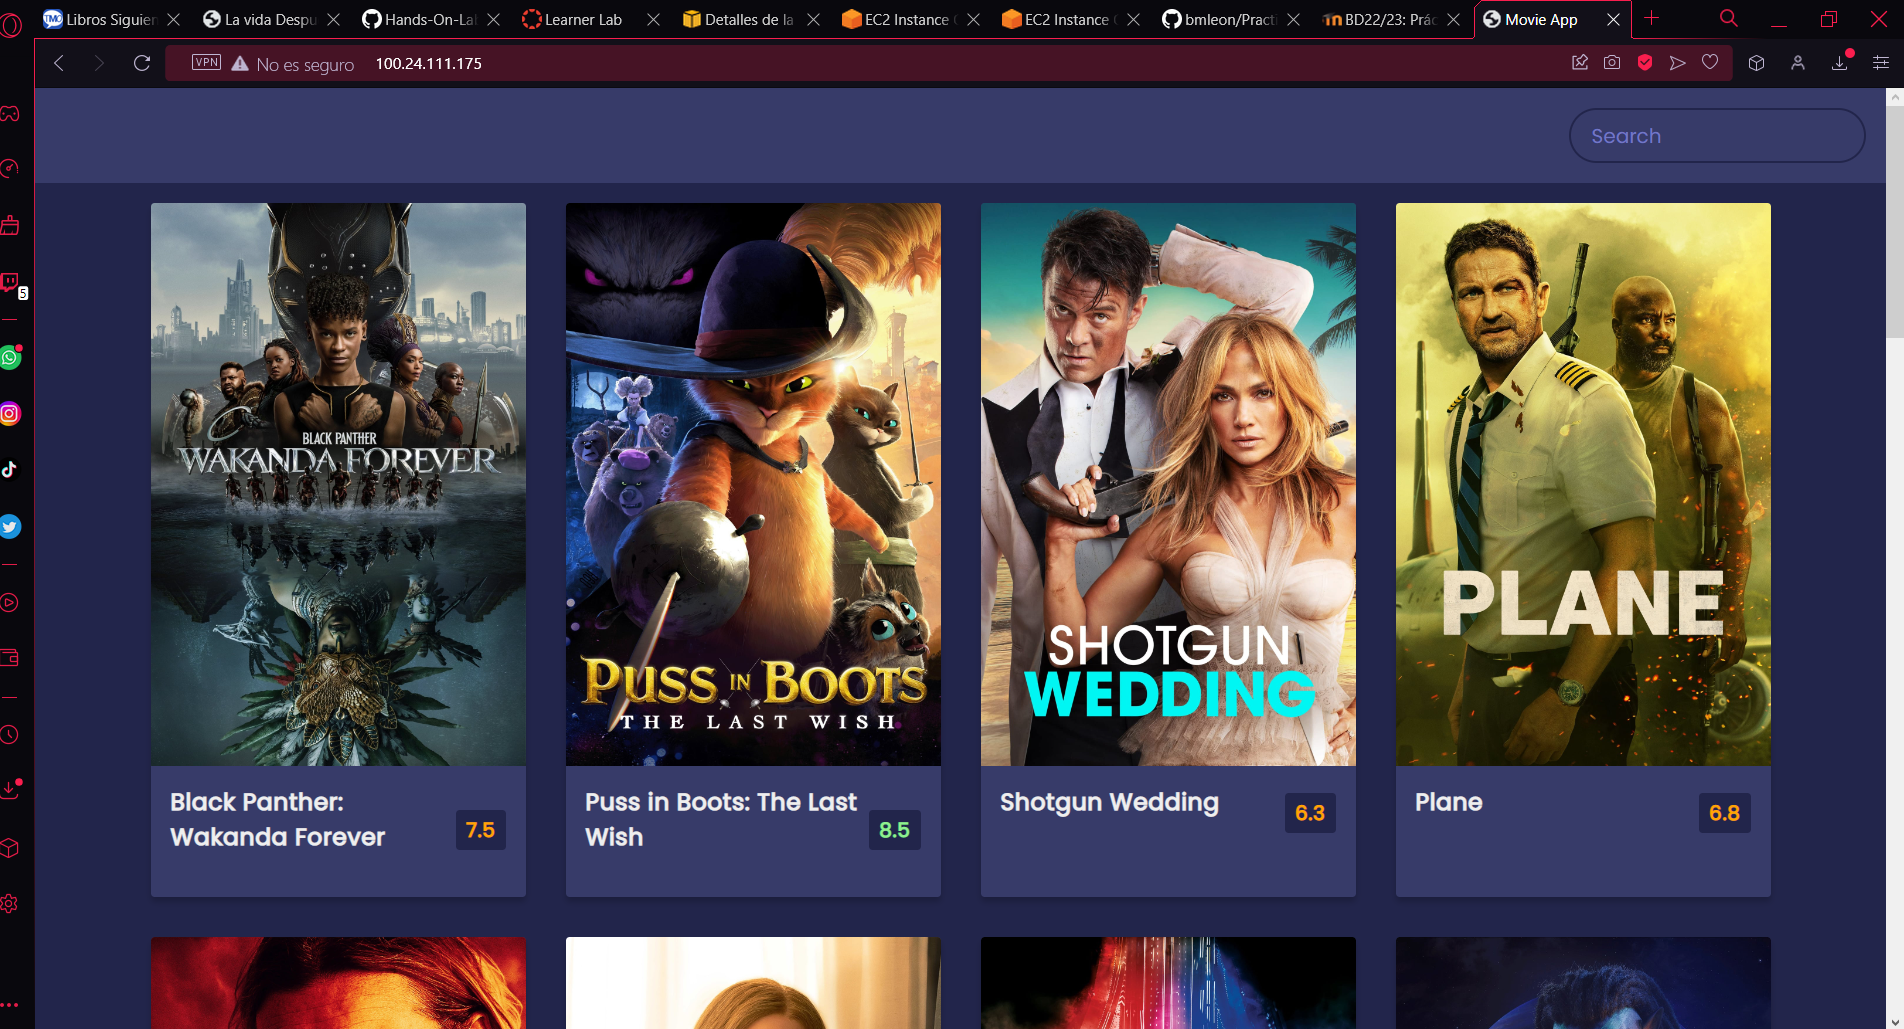 Libros Siguien
La vida Despu
Hands-On-Lal
Learner Lab
Detalles de la
EC2 Instance
EC2 Instance
bmleon/Practi
BD22/23: Prác
Movie App
VPN
No es seguro
100.24.111.175
5
Search
BLACK PANTHER
WAKANDA FOREVER
PUSS IN BOOTS
THE LAST WISH
SHOTGUN
WEDDING
PLANE
Black Panther:
Wakanda Forever
7.5
Puss in Boots: The Last
Wish
8.5
Shotgun Wedding
6.3
Plane
6.8